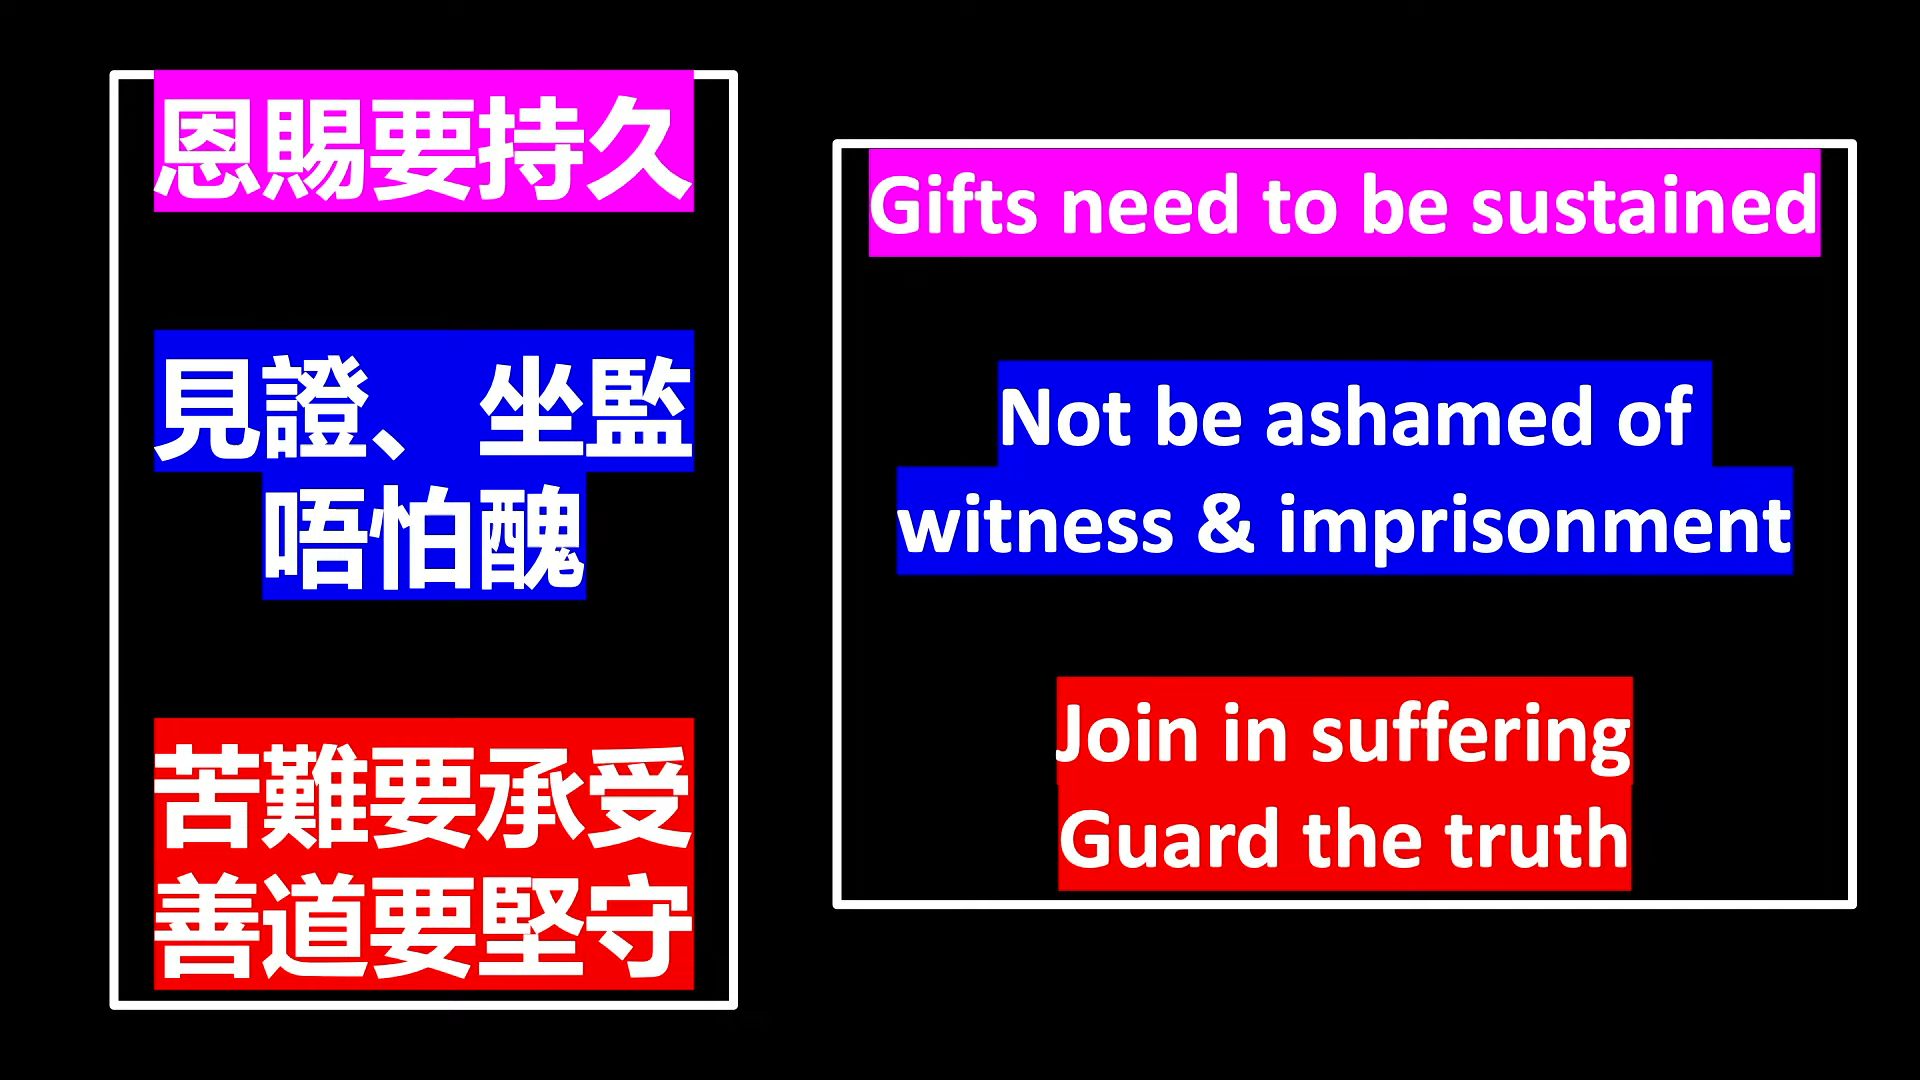 恩賜要持久
見證、坐監
唔怕醜
苦難要承受
善道要堅守
Gifts need to be sustained
Not be ashamed of
witness & imprisonment
Join in suffering
Guard the truth